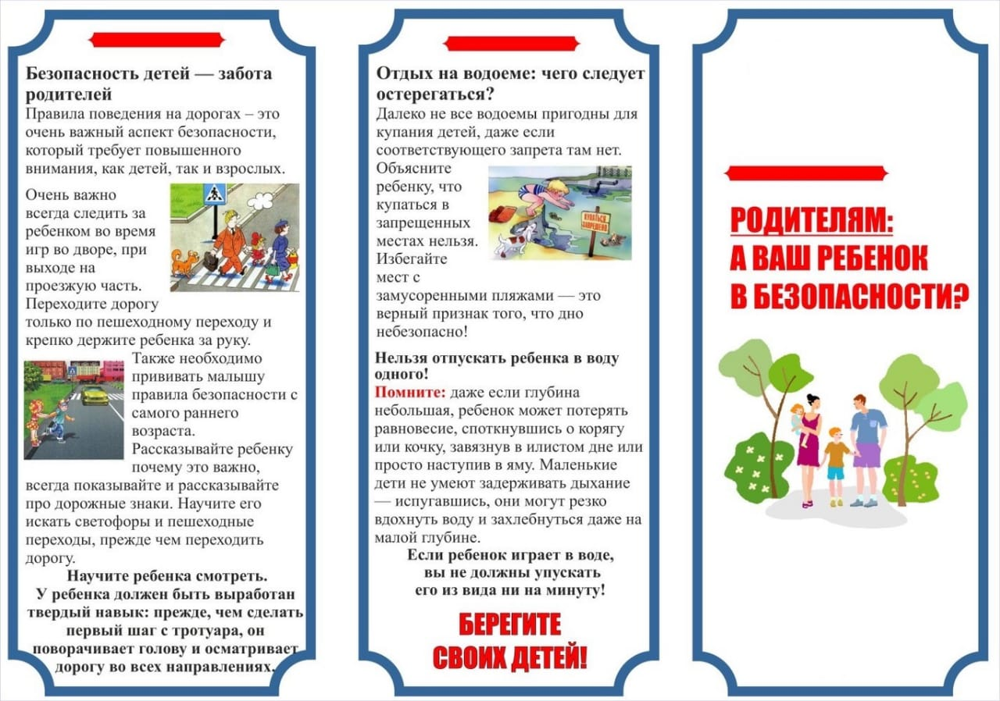 Безопасность детей — забота
родителей
Правила поведения на дорогах – это
очень важный аспект безопасности,
который требует повышенного
внимания, как детей, так и взрослых.
Очень важно
всегда следить за
ребенком во время
игр во дворе, при
выходе на
проезжую часть.
Переходите дорогу
только по пешеходному переходу и
крепко держите ребенка за руку.
Также необходимо
прививать малышу
правила безопасности с
самого раннего
возраста.
Рассказывайте ребенку
почему это важно,
всегда показывайте и рассказывайте
про дорожные знаки. Научите его
искать светофоры и пешеходные
переходы, прежде чем переходить
дорогу.
Научите ребенка смотреть.
У ребенка должен быть выработан
твердый навык: прежде, чем сделать
первый шаг с тротуара, он
поворачивает голову и осматривает
дорогу во всех направлениях.
Отдых на водоеме: чего следует
остерегаться?
Далеко не все водоемы пригодны для
купания детей, даже если
соответствующего запрета там нет.
Объясните
ребенку, что
купаться в
запрещенных
местах нельзя.
Избегайте
мест с
замусоренными пляжами — это
верный признак того, что дно
небезопасно!
КУПАТЬСЯ
ЗАПРЕЩЕНО
Нельзя отпускать ребенка в воду
одного!
Помните: даже если глубина
небольшая, ребенок может потерять
равновесие, споткнувшись о корягу
или кочку, завязнув в илистом дне или
просто наступив в яму. Маленькие
дети не умеют задерживать дыхание
— испугавшись, они могут резко
вдохнуть воду и захлебнуться даже на
малой глубине.
Если ребенок играет в воде,
вы не должны упускать
его из вида ни на минуту!
БЕРЕГИТЕ
СВОИХ ДЕТЕЙ!
РОДИТЕЛЯМ:
А ВАШ РЕБЕНОК
В БЕЗОПАСНОСТИ?